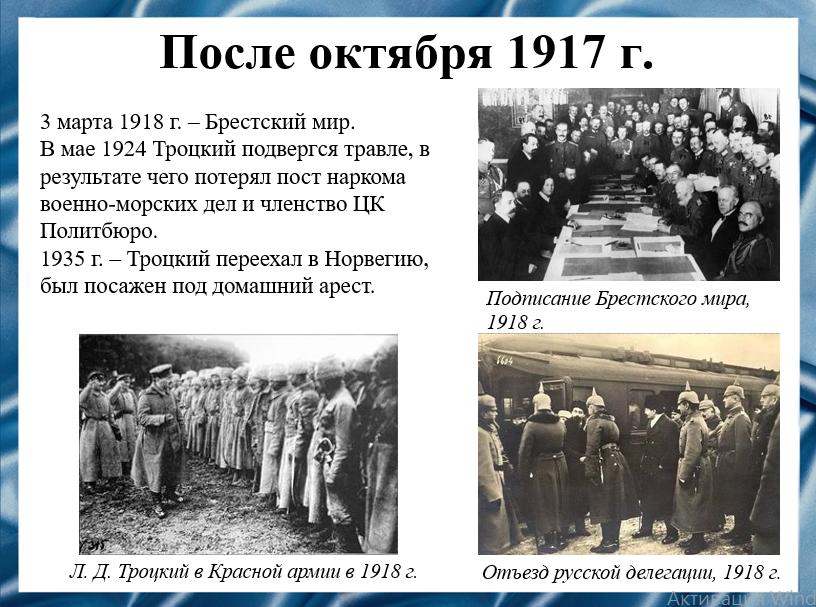 После октября 1917 г.
3 марта 1918 г. – Брестский мир.
В мае 1924 Троцкий подвергся травле, в
результате чего потерял пост наркома
военно-морских дел и членство ЦК
Политбюро.
1935 г. – Троцкий переехал в Норвегию,
был посажен под домашний арест.
Подписание Брестского мира,
1918 г.
Л. Д. Троцкий в Красной армии в 1918 г.
Отъезд русской делегации, 1918 г.
Активация Wind